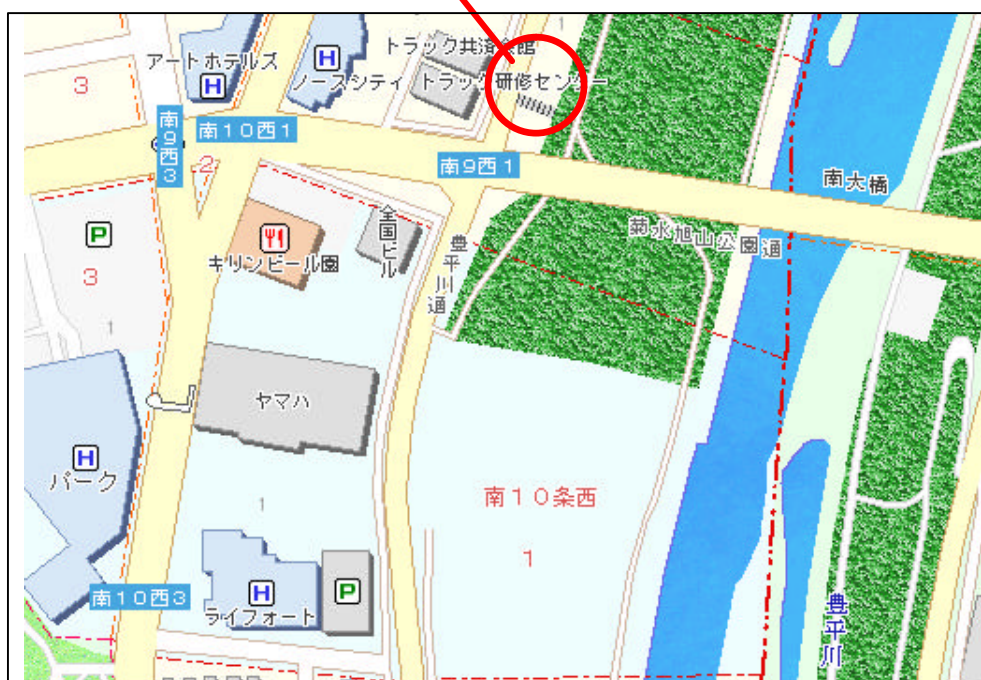 トラック共済会館
アートホテルズ
H
H
ノースシティ
トラック研修センター
3
1
南9西3
南10西1
2
南9西1
南大橋
P
3
1
キリンビール園
全国ビル
豊平川通
菊水旭山公園通
ヤマハ
H
パーク
1
南10条西
1
南10西3
H
ライフォート
P
豊平川